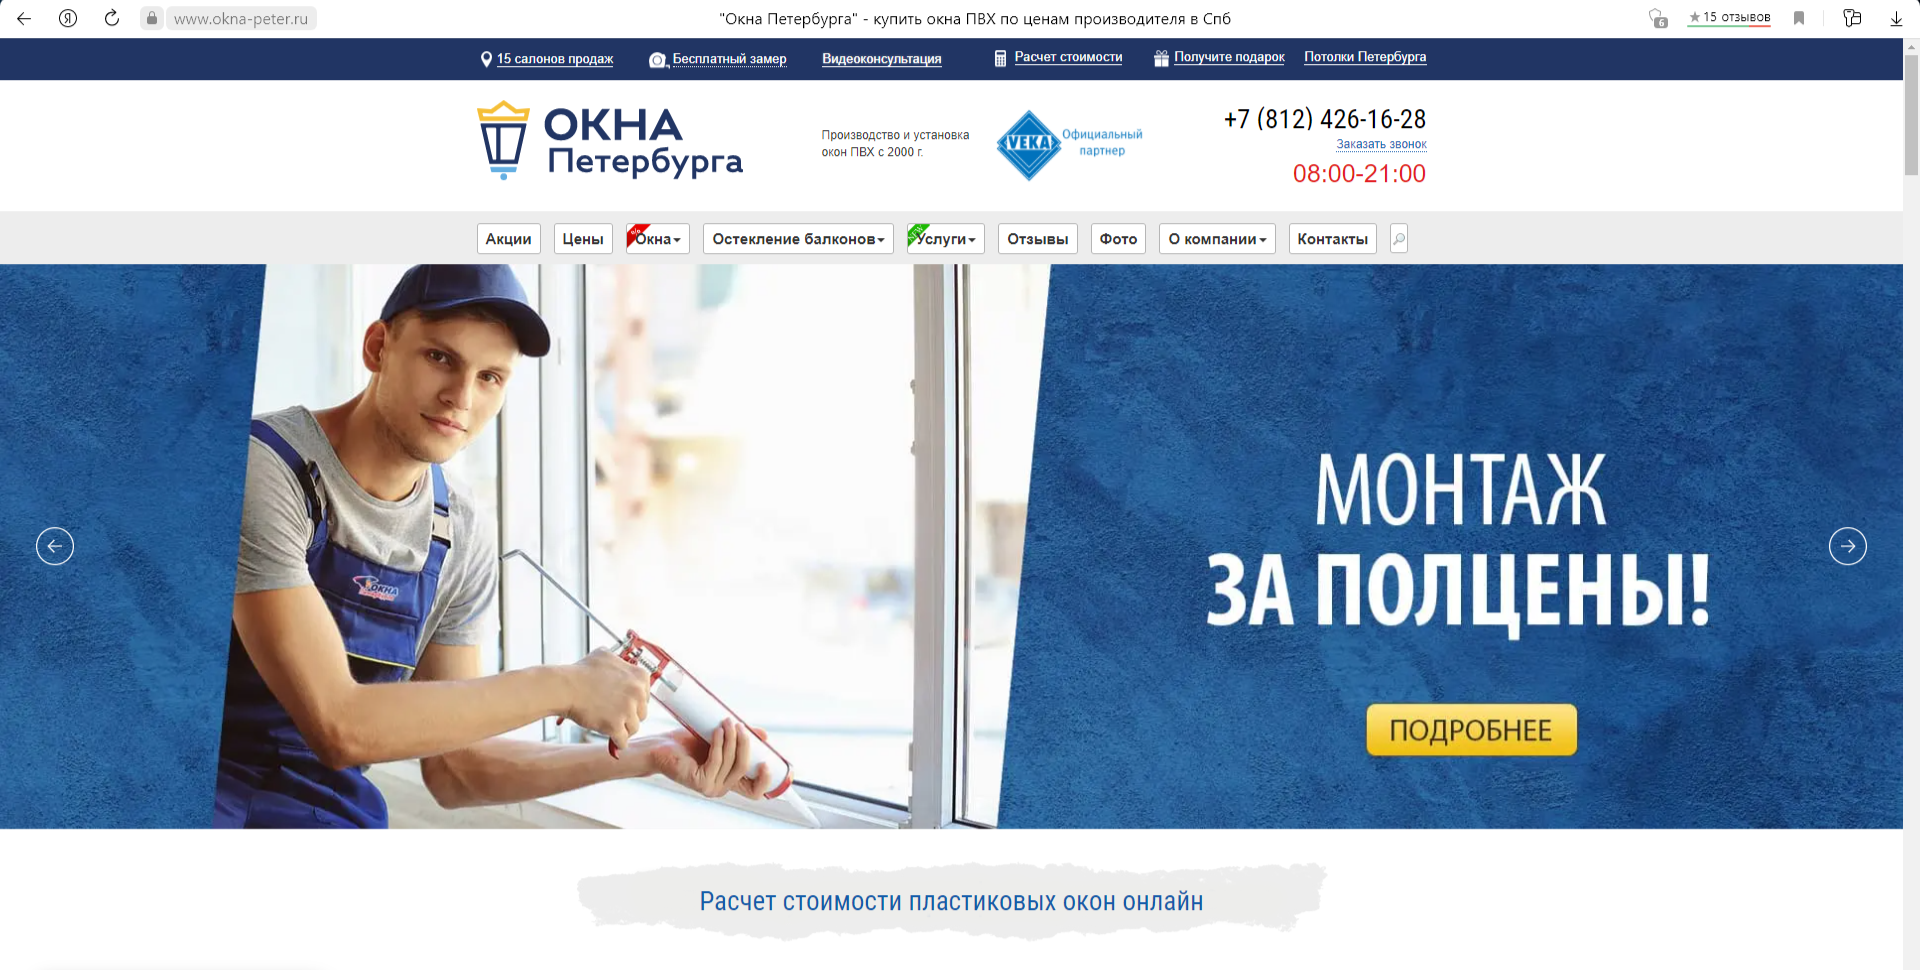 www.okna-peter.ru
"Окна Петербурга" - купить окна ПВХ по ценам производителя в Спб
6
★ 15 отзывов
15 салонов продаж
Бесплатный замер
Видеоконсультация
Расчет стоимости
Получите подарок
Потолки Петербурга
ОКНА
Петербурга
Производство и установка
окон ПВХ с 2000 г.
VEKA
Официальный
партнер
+7 (812) 426-16-28
Заказать звонок
08:00-21:00
Акции
Цены
%
Окна
Остекление балконов
NEW
Услуги
Отзывы
Фото
О компании
Контакты
ОКНА
МОНТАЖ
ЗА ПОЛЦЕНЫ!
ПОДРОБНЕЕ
Расчет стоимости пластиковых окон онлайн